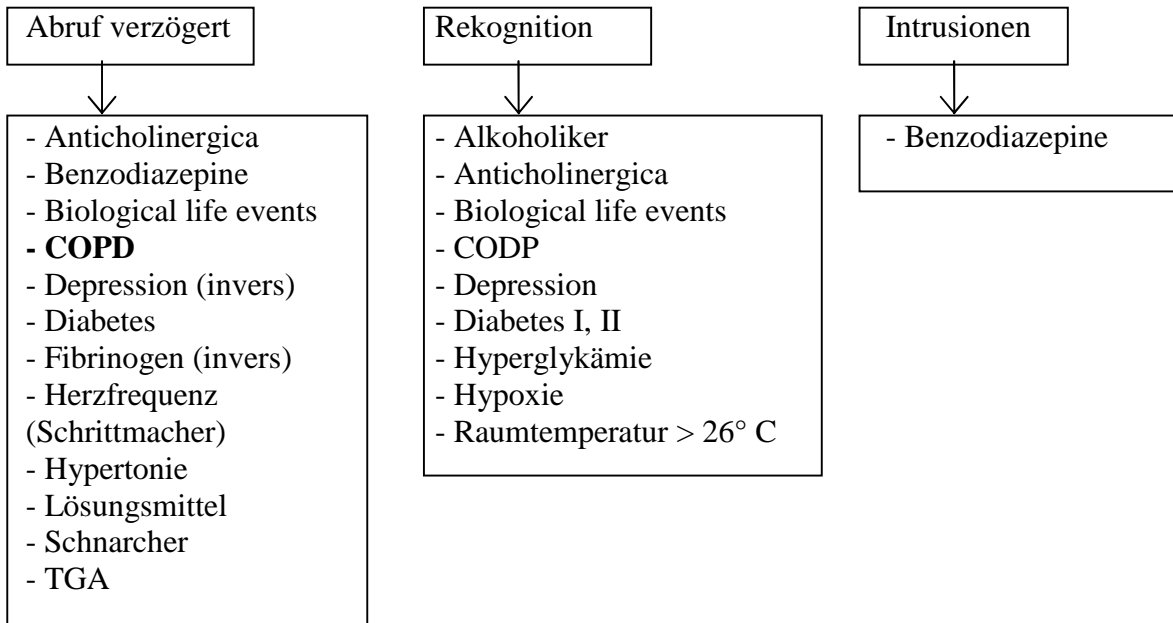 Abruf verzögert
- Anticholinergica
- Benzodiazepine
- Biological life events
- COPD
- Depression (invers)
- Diabetes
- Fibrinogen (invers)
- Herzfrequenz
(Schrittmacher)
- Hypertonie
- Lösungsmittel
- Schnarcher
- TGA
Rekognition
- Alkoholiker
- Anticholinergica
- Biological life events
- CODP
- Depression
- Diabetes I, II
- Hyperglykämie
- Hypoxie
- Raumtemperatur > 26° C
Intrusionen
- Benzodiazepine